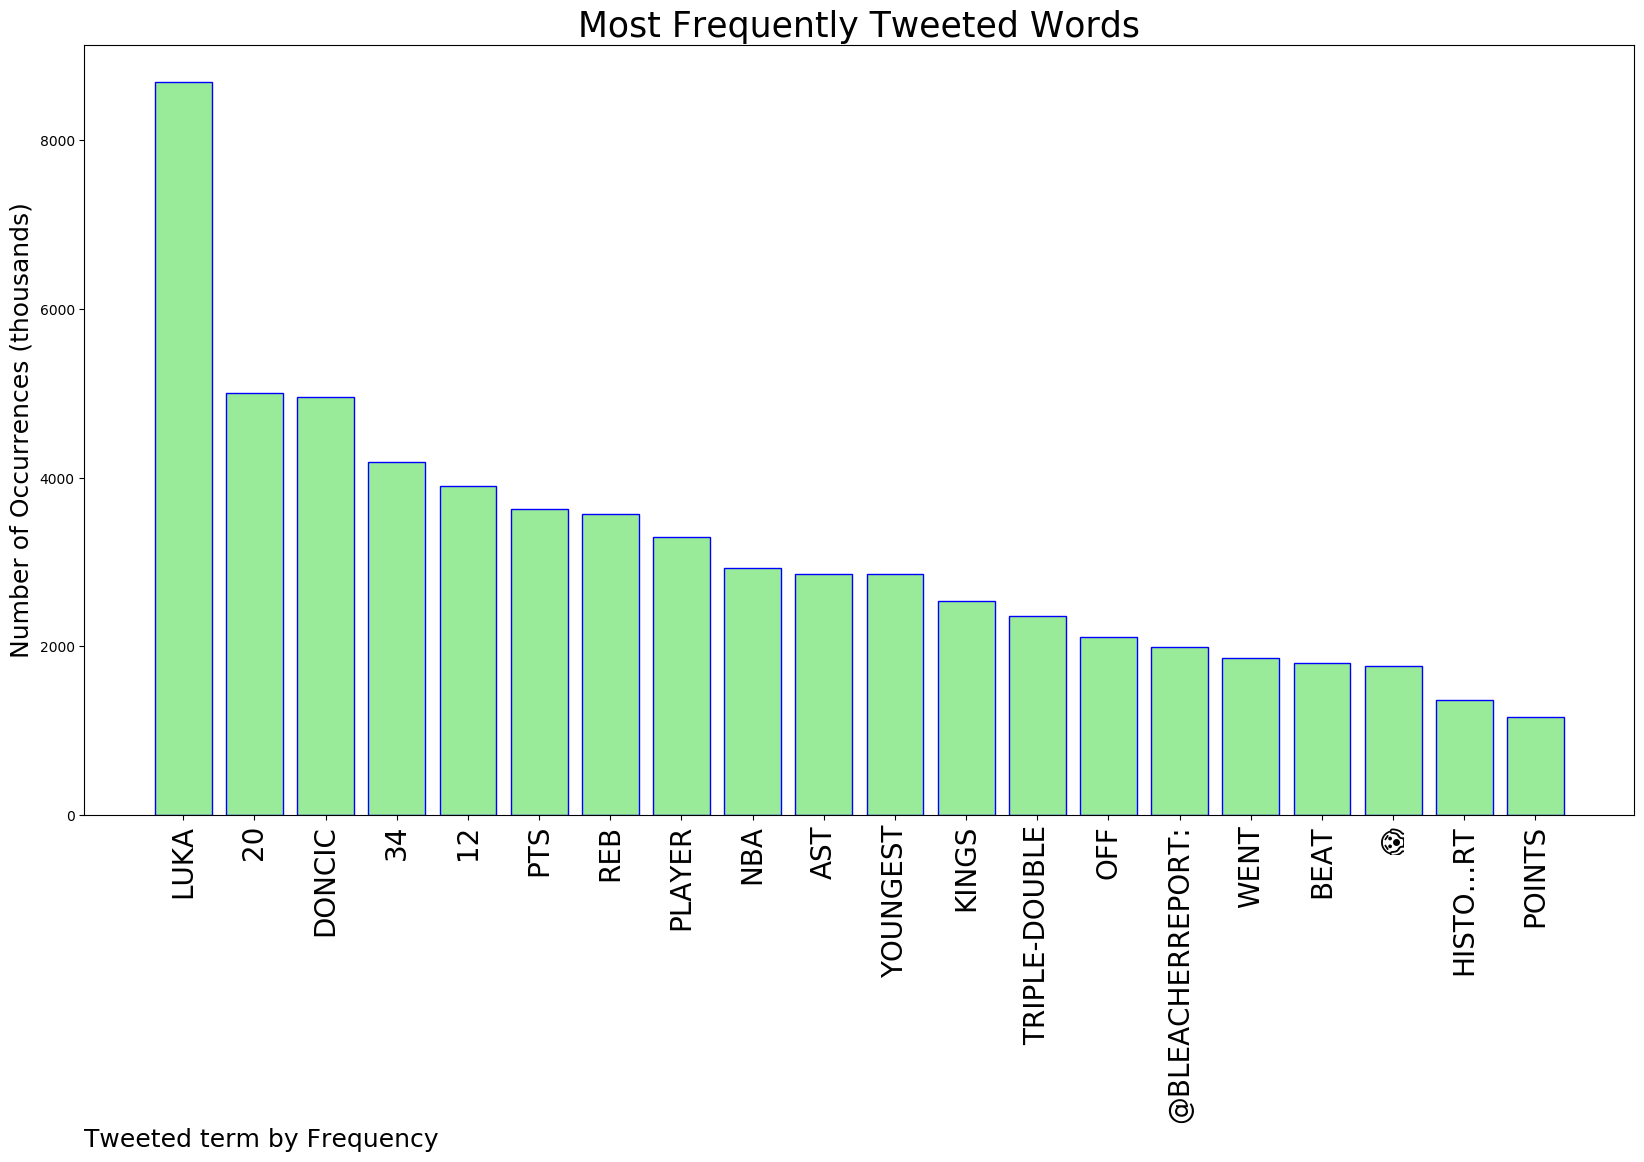 Most Frequently Tweeted Words
Number of Occurrences (thousands)
8000
6000
4000
2000
0
LUKA
20
DONCIC
34
12
PTS
REB
PLAYER
NBA
AST
YOUNGEST
KINGS
TRIPLE-DOUBLE
OFF
@BLEACHERREPORT:
WENT
BEAT
😱
HISTO...RT
POINTS
Tweeted term by Frequency